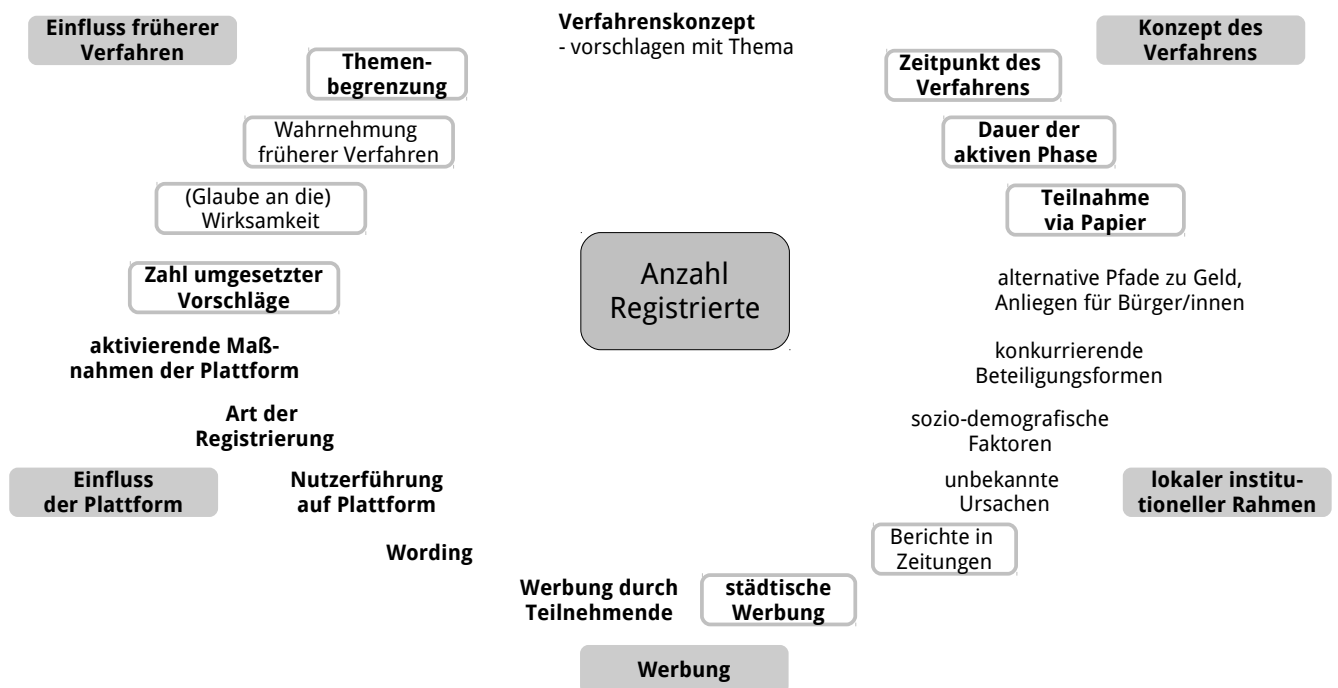 Einfluss früherer
Verfahren
Verfahrenskonzept
- vorschlagen mit Thema
Konzept des
Verfahrens
Themen-
begrenzung
Zeitpunkt des
Verfahrens
Wahrnehmung
früherer Verfahren
Dauer der
aktiven Phase
(Glaube an die)
Wirksamkeit
Teilnahme
via Papier
Zahl umgesetzter
Vorschläge
Anzahl
Registrierte
alternative Pfade zu Geld,
Anliegen für Bürger/innen
aktivierende Maß-
nahmen der Plattform
konkurrierende
Beteiligungsformen
Art der
Registrierung
sozio-demografische
Faktoren
Einfluss
der Plattform
Nutzerführung
auf Plattform
unbekannte
Ursachen
lokaler institu-
tioneller Rahmen
Wording
Berichte in
Zeitungen
Werbung durch
Teilnehmende
städtische
Werbung
Werbung